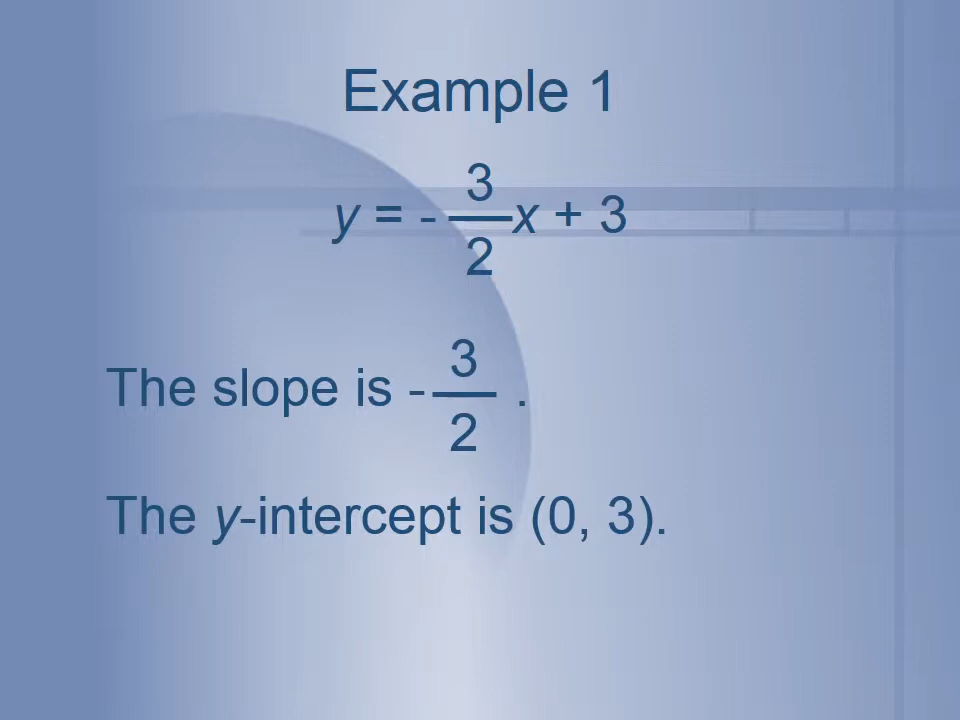 Example 1
y = - 3/2 x + 3
The slope is - 3/2 .
The y-intercept is (0, 3).